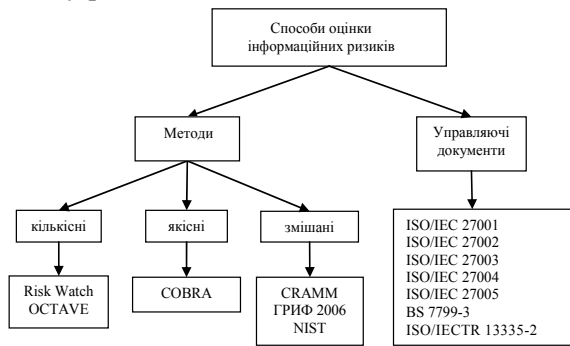 Способи оцінки
інформаційних ризиків
Методи
Управляючі
документи
кількісні
якісні
змішані
Risk Watch
OCTAVE
COBRA
CRAMM
ГРИФ 2006
NIST
ISO/IEC 27001
ISO/IEC 27002
ISO/IEC 27003
ISO/IEC 27004
ISO/IEC 27005
BS 7799-3
ISO/IECTR 13335-2